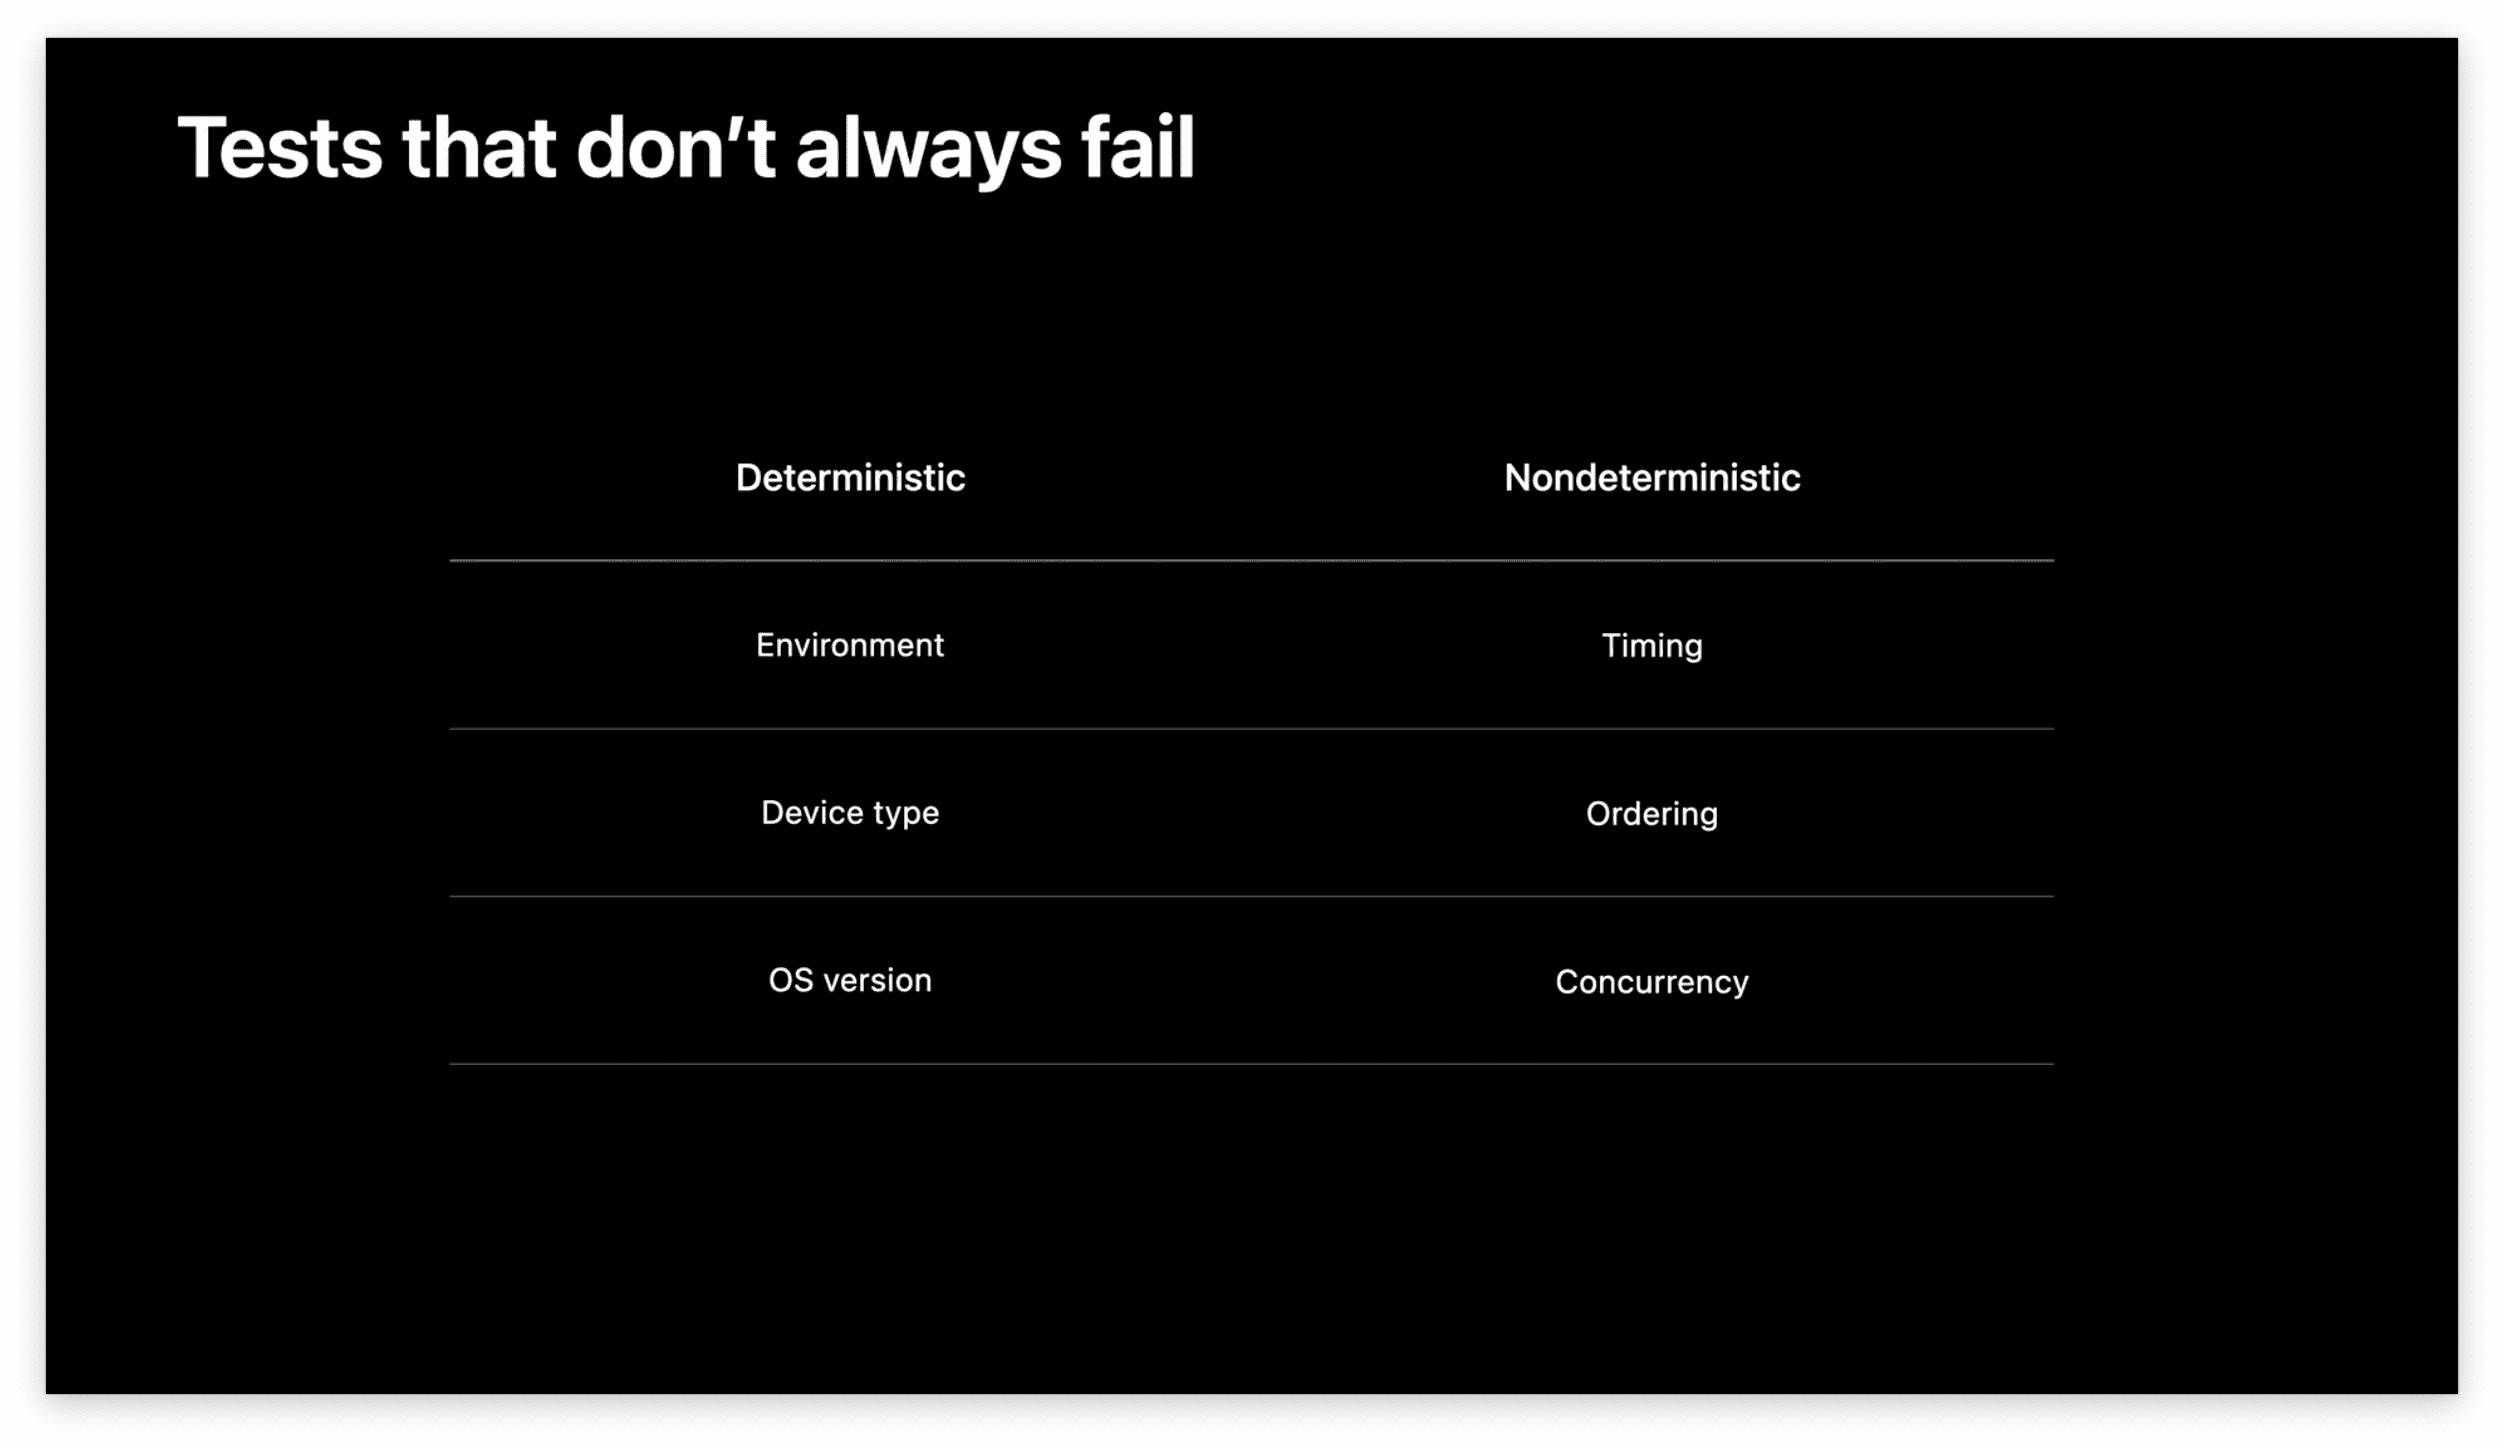 Tests that don’t always fail
Deterministic Nondeterministic
Environment Timing
Device type Ordering
OS version Concurrency